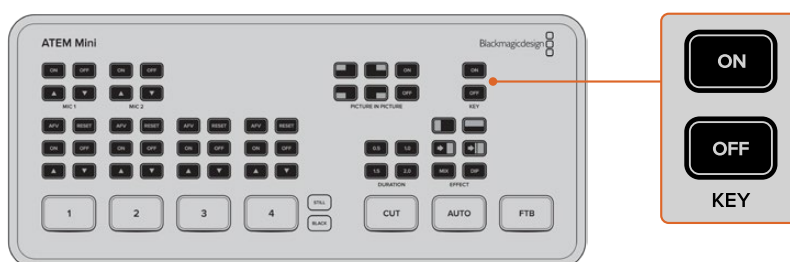 ATEM Mini
Blackmagicdesign
ON OFF ON OFF
ON ON
OFF OFF
MIC 1 MIC 2 PICTURE IN PICTURE KEY
AFV RESET AFV RESET AFV RESET AFV RESET
ON OFF ON OFF ON OFF ON OFF
0.5 1.0
1.5 2.0 MIX DIP
DURATION EFFECT
1 2 3 4
STILL
BLACK
CUT AUTO FTB
ON
OFF
KEY